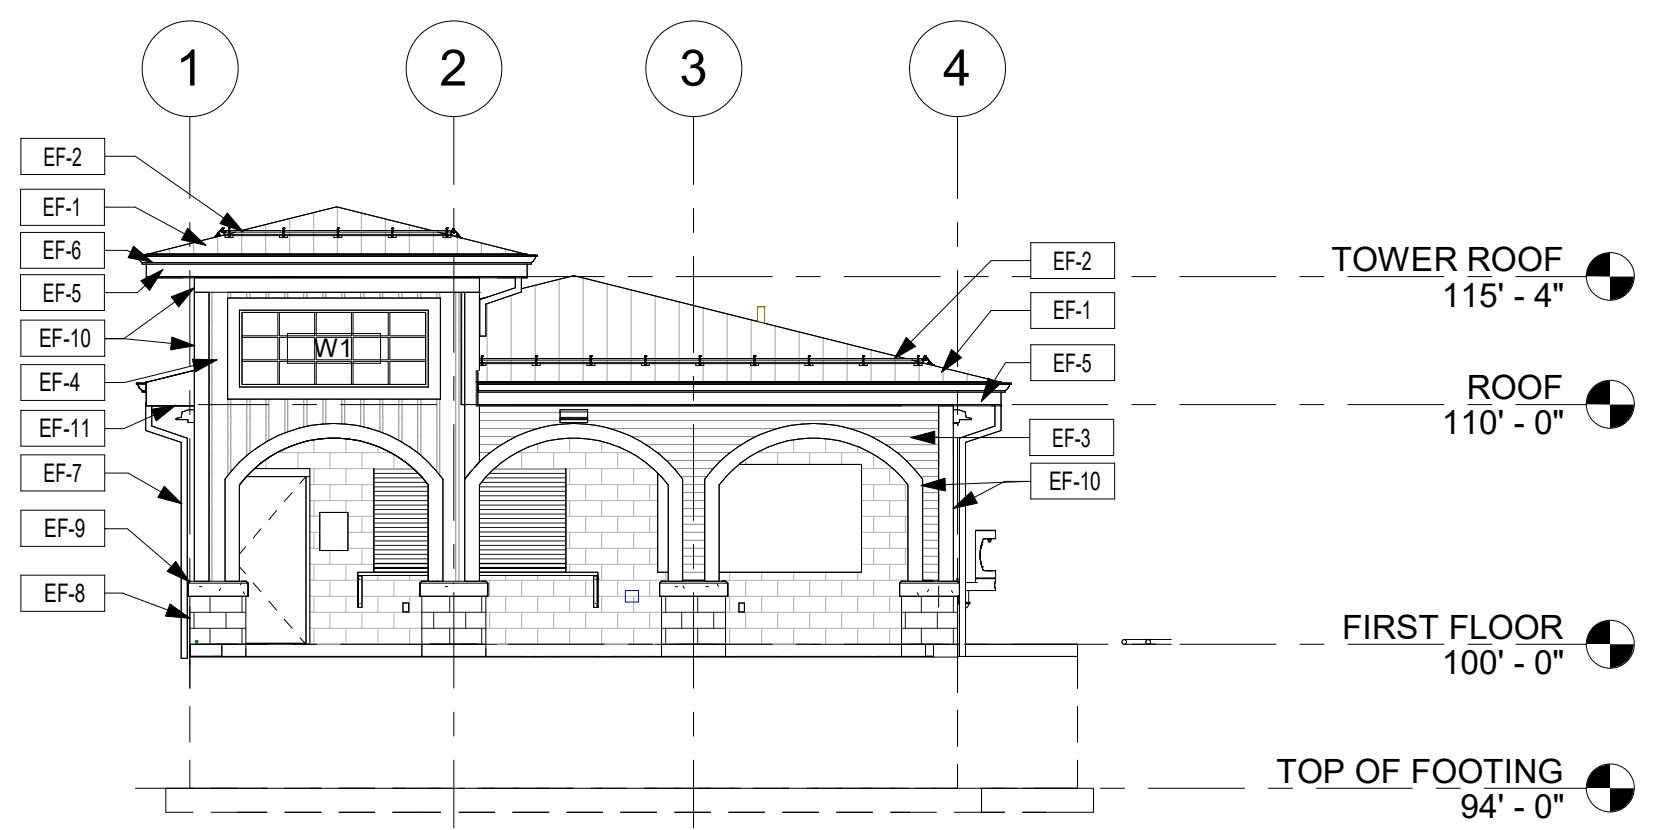 1 2 3 4
EF-2
EF-1
EF-6
EF-5
EF-10
EF-4
EF-11
EF-7
EF-9
EF-8
W1
EF-2
EF-1
EF-5
EF-3
EF-10
TOWER ROOF
115' - 4"
ROOF
110' - 0"
FIRST FLOOR
100' - 0"
TOP OF FOOTING
94' - 0"